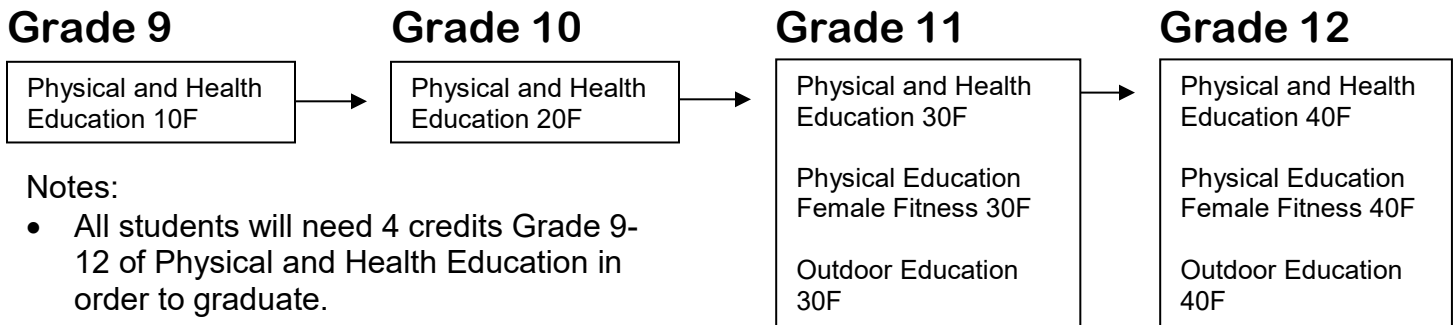 Grade 9
Physical and Health
Education 10F
Grade 10
Physical and Health
Education 20F
Grade 11
Physical and Health
Education 30F
Physical Education
Female Fitness 30F
Outdoor Education
30F
Grade 12
Physical and Health
Education 40F
Physical Education
Female Fitness 40F
Outdoor Education
40F
Notes:
• All students will need 4 credits Grade 9-
12 of Physical and Health Education in
order to graduate.